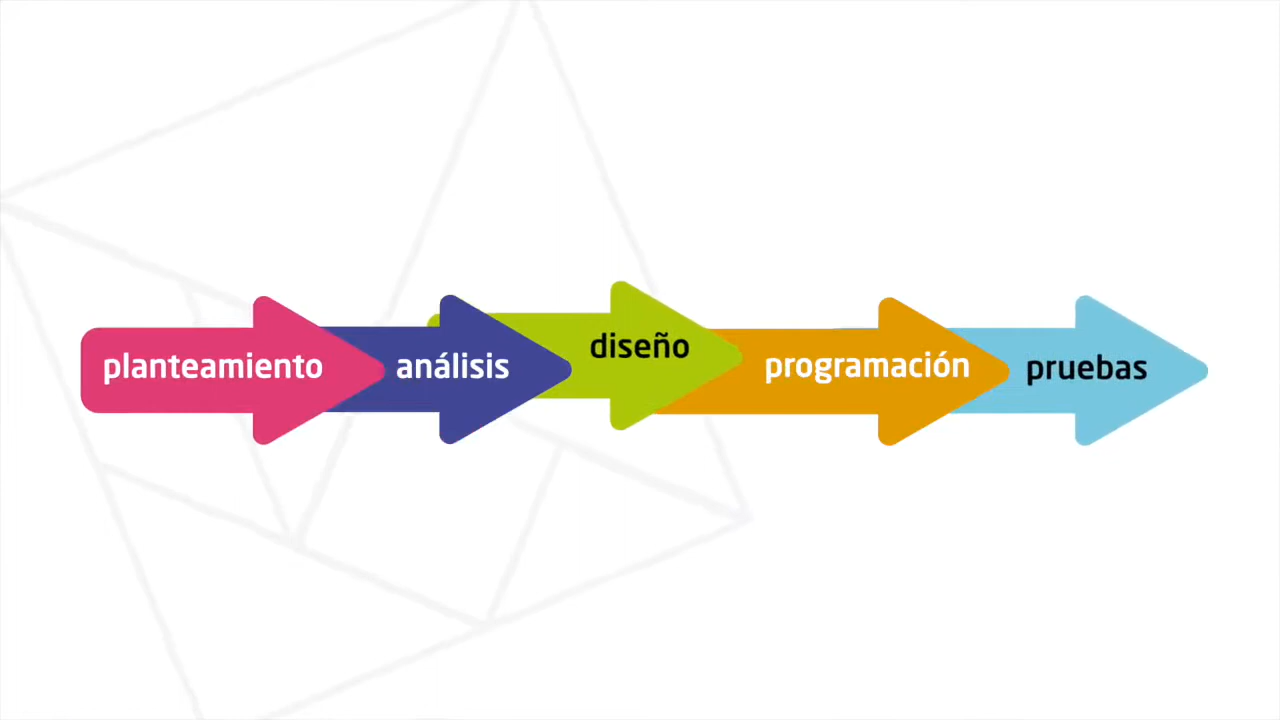 planteamiento
análisis
diseño
programación
pruebas